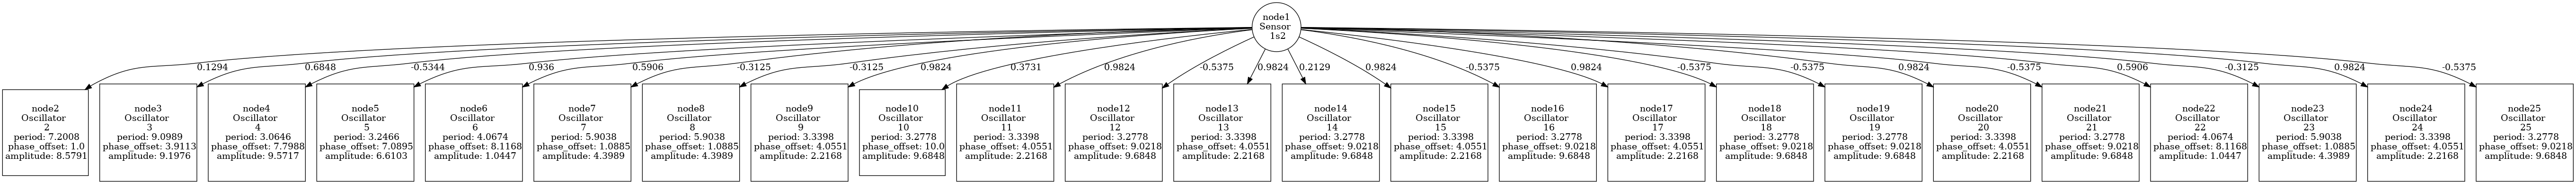 node1
Sensor
1s2
0.1294
0.6848
-0.5344
0.936
0.5906
-0.3125
-0.3125
0.9824
0.3731
0.9824
-0.5375
0.9824
0.2129
0.9824
-0.5375
0.9824
-0.5375
-0.5375
0.9824
-0.5375
0.5906
-0.3125
0.9824
-0.5375
node2
Oscillator
2
period: 7.2008
phase_offset: 1.0
amplitude: 8.5791
node3
Oscillator
3
period: 9.0989
phase_offset: 3.9113
amplitude: 9.1976
node4
Oscillator
4
period: 3.0646
phase_offset: 7.7988
amplitude: 9.5717
node5
Oscillator
5
period: 3.2466
phase_offset: 7.0895
amplitude: 6.6103
node6
Oscillator
6
period: 4.0674
phase_offset: 8.1168
amplitude: 1.0447
node7
Oscillator
7
period: 5.9038
phase_offset: 1.0885
amplitude: 4.3989
node8
Oscillator
8
period: 5.9038
phase_offset: 1.0885
amplitude: 4.3989
node9
Oscillator
9
period: 3.3398
phase_offset: 4.0551
amplitude: 2.2168
node10
Oscillator
10
period: 3.2778
phase_offset: 10.0
amplitude: 9.6848
node11
Oscillator
11
period: 3.3398
phase_offset: 4.0551
amplitude: 2.2168
node12
Oscillator
12
period: 3.2778
phase_offset: 9.0218
amplitude: 9.6848
node13
Oscillator
13
period: 3.3398
phase_offset: 4.0551
amplitude: 2.2168
node14
Oscillator
14
period: 3.2778
phase_offset: 9.0218
amplitude: 9.6848
node15
Oscillator
15
period: 3.3398
phase_offset: 4.0551
amplitude: 2.2168
node16
Oscillator
16
period: 3.2778
phase_offset: 9.0218
amplitude: 9.6848
node17
Oscillator
17
period: 3.3398
phase_offset: 4.0551
amplitude: 2.2168
node18
Oscillator
18
period: 3.2778
phase_offset: 9.0218
amplitude: 9.6848
node19
Oscillator
19
period: 3.2778
phase_offset: 9.0218
amplitude: 9.6848
node20
Oscillator
20
period: 3.3398
phase_offset: 4.0551
amplitude: 2.2168
node21
Oscillator
21
period: 3.2778
phase_offset: 9.0218
amplitude: 9.6848
node22
Oscillator
22
period: 4.0674
phase_offset: 8.1168
amplitude: 1.0447
node23
Oscillator
23
period: 5.9038
phase_offset: 1.0885
amplitude: 4.3989
node24
Oscillator
24
period: 3.3398
phase_offset: 4.0551
amplitude: 2.2168
node25
Oscillator
25
period: 3.2778
phase_offset: 9.0218
amplitude: 9.6848